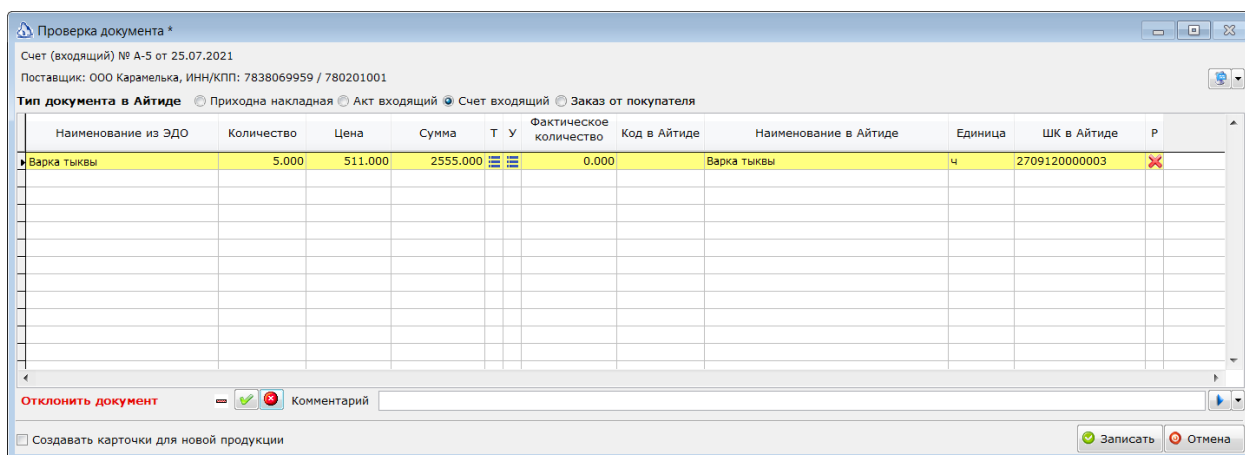 Проверка документа *
Счет (входящий) № А-5 от 25.07.2021
Поставщик: ООО Карамелька, ИНН/КПП: 7838069959 / 780201001
Тип документа в Айтиде Приходна накладная Акт входящий Счет входящий Заказ от покупателя
Наименование из ЭДО Количество Цена Сумма Т У Фактическое количество Код в Айтиде Наименование в Айтиде Единица ШК в Айтиде Р
Варка тыквы 5.000 511.000 2555.000 0.000 Варка тыквы ч 2709120000003
Отклонить документ Комментарий
Создавать карточки для новой продукции Записать Отмена